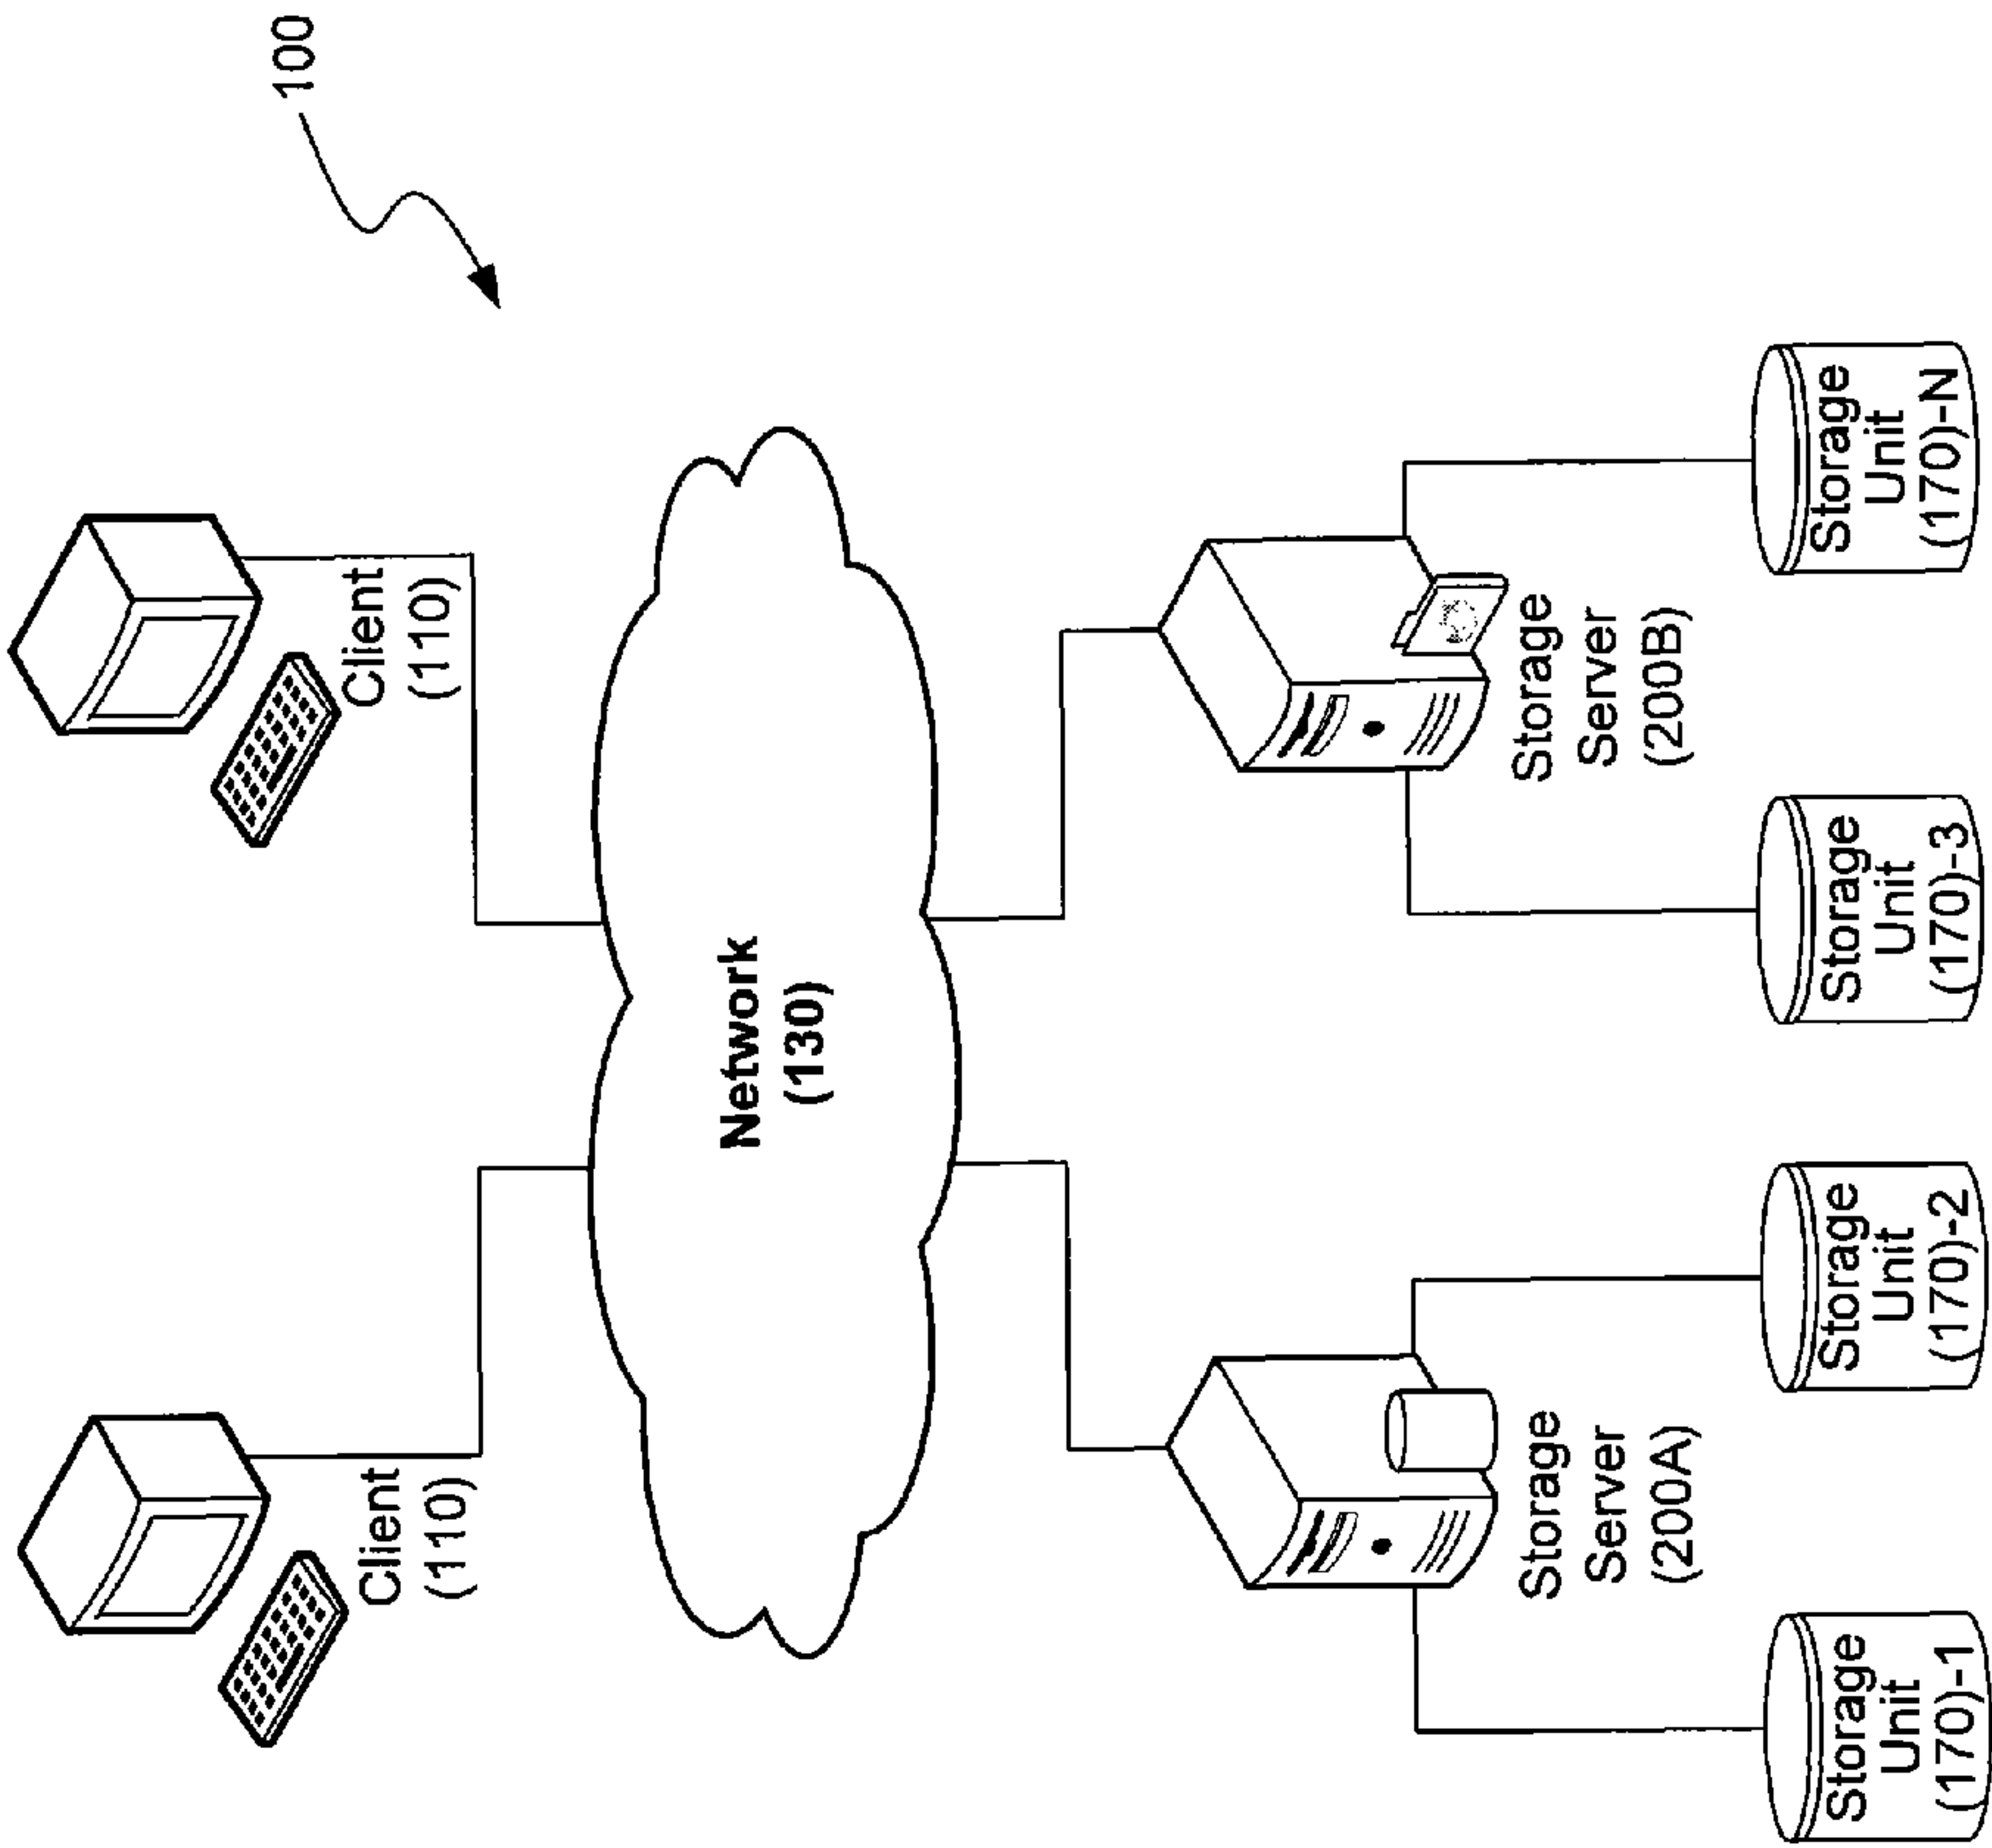 100
Client
(110)
Client
(110)
Network
(130)
Storage
Server
(200A)
Storage
Server
(200B)
Storage
Unit
(170)-1
Storage
Unit
(170)-2
Storage
Unit
(170)-3
Storage
Unit
(170)-N